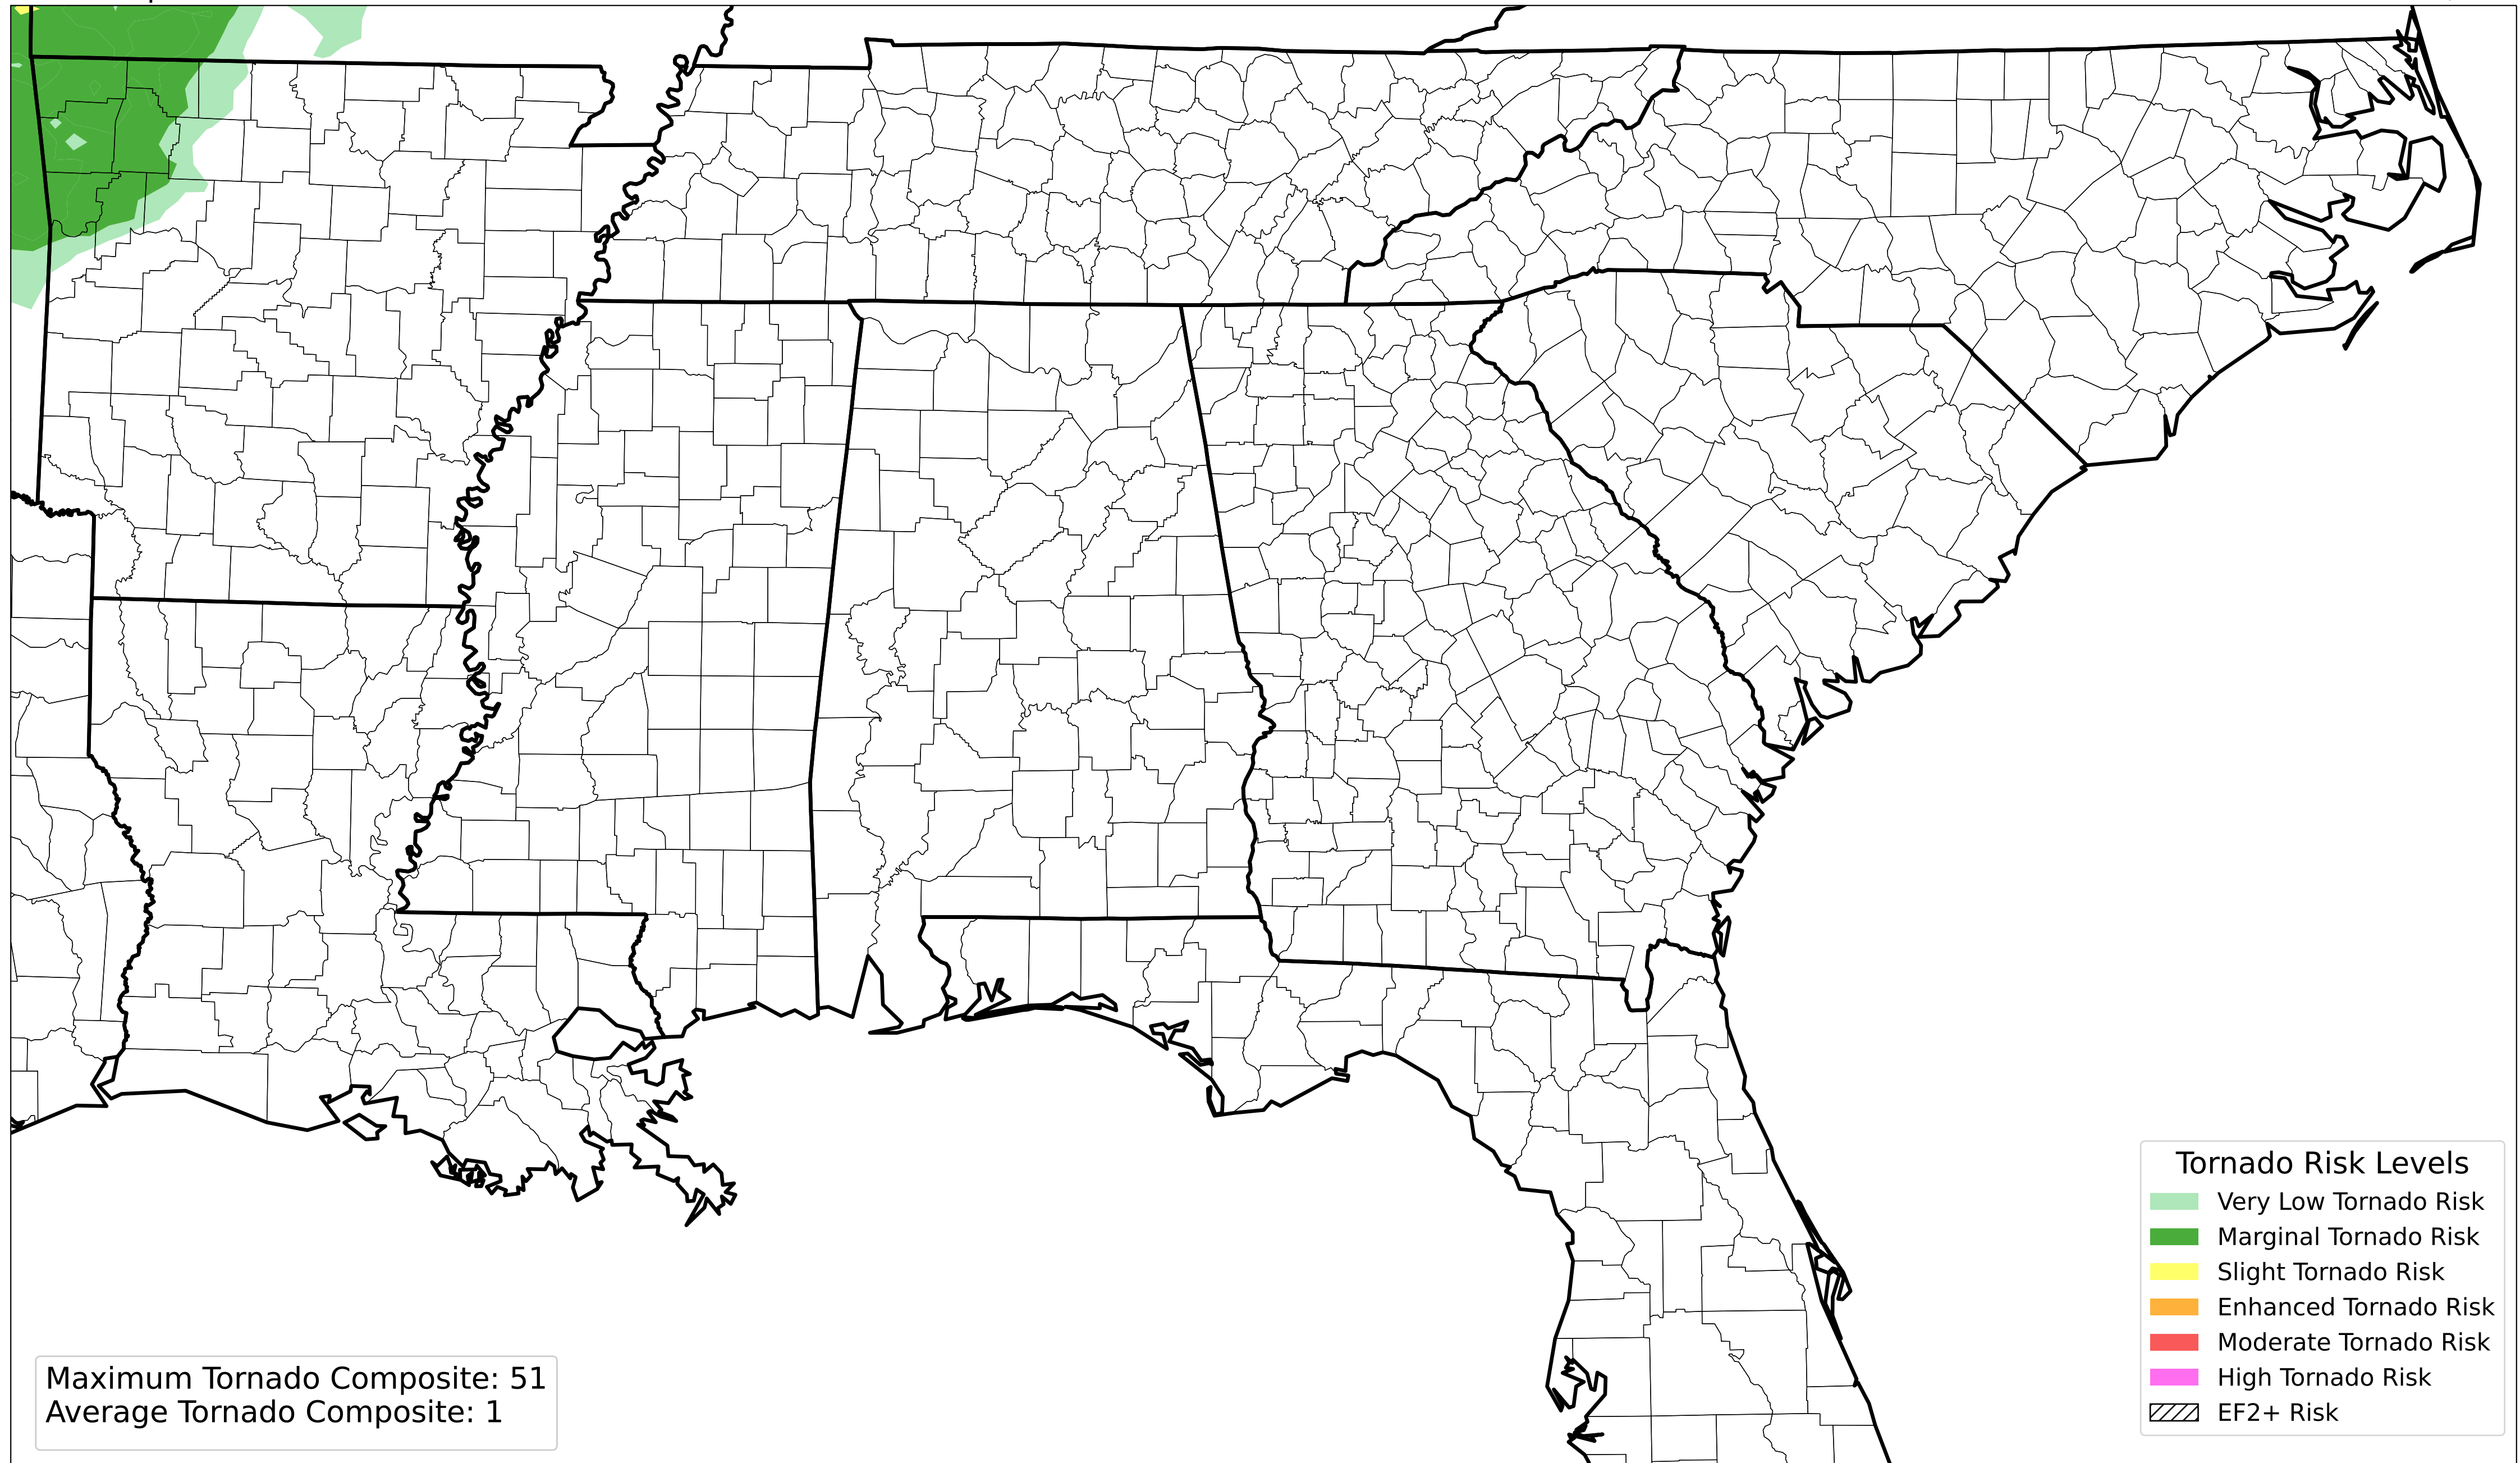 Tornado Risk Levels
Very Low Tornado Risk
Marginal Tornado Risk
Slight Tornado Risk
Enhanced Tornado Risk
Moderate Tornado Risk
High Tornado Risk
EF2+ Risk
Maximum Tornado Composite: 51
Average Tornado Composite: 1